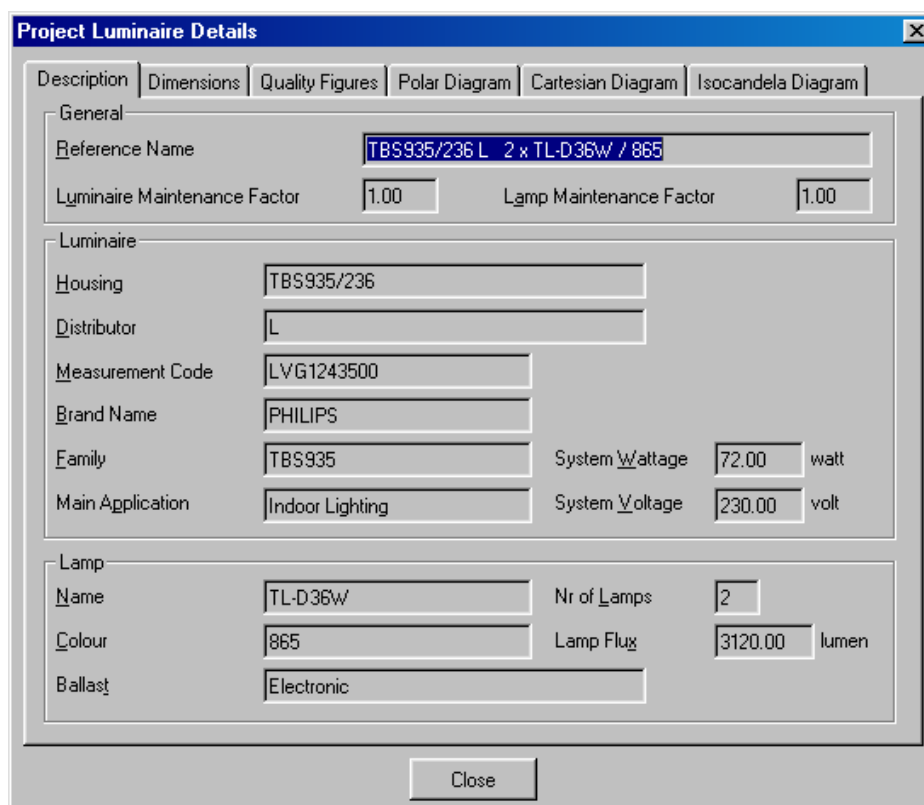 Project Luminaire Details
Description Dimensions Quality Figures Polar Diagram Cartesian Diagram Isocandela Diagram
General
Reference Name TBS935/236 L 2 x TL-D36W / 865
Luminaire Maintenance Factor 1.00 Lamp Maintenance Factor 1.00
Luminaire
Housing TBS935/236
Distributor L
Measurement Code LVG1243500
Brand Name PHILIPS
Family TBS935 System Wattage 72.00 watt
Main Application Indoor Lighting System Voltage 230.00 volt
Lamp
Name TL-D36W Nr of Lamps 2
Colour 865 Lamp Flux 3120.00 lumen
Ballast Electronic
Close